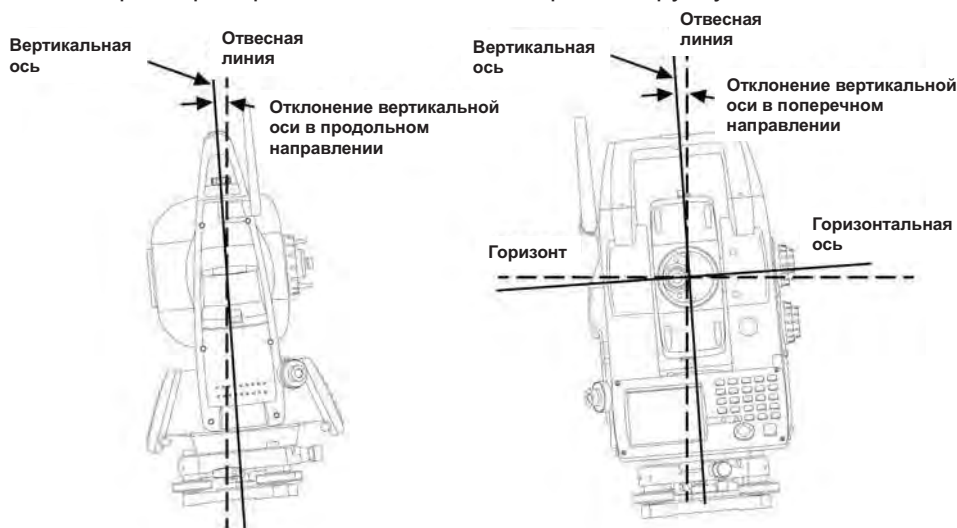 Вертикальная
ось
Отвесная
линия
Отклонение вертикальной
оси в продольном
направлении
Вертикальная
ось
Отвесная
линия
Отклонение вертикальной
оси в поперечном
направлении
Горизонт
Горизонтальная
ось